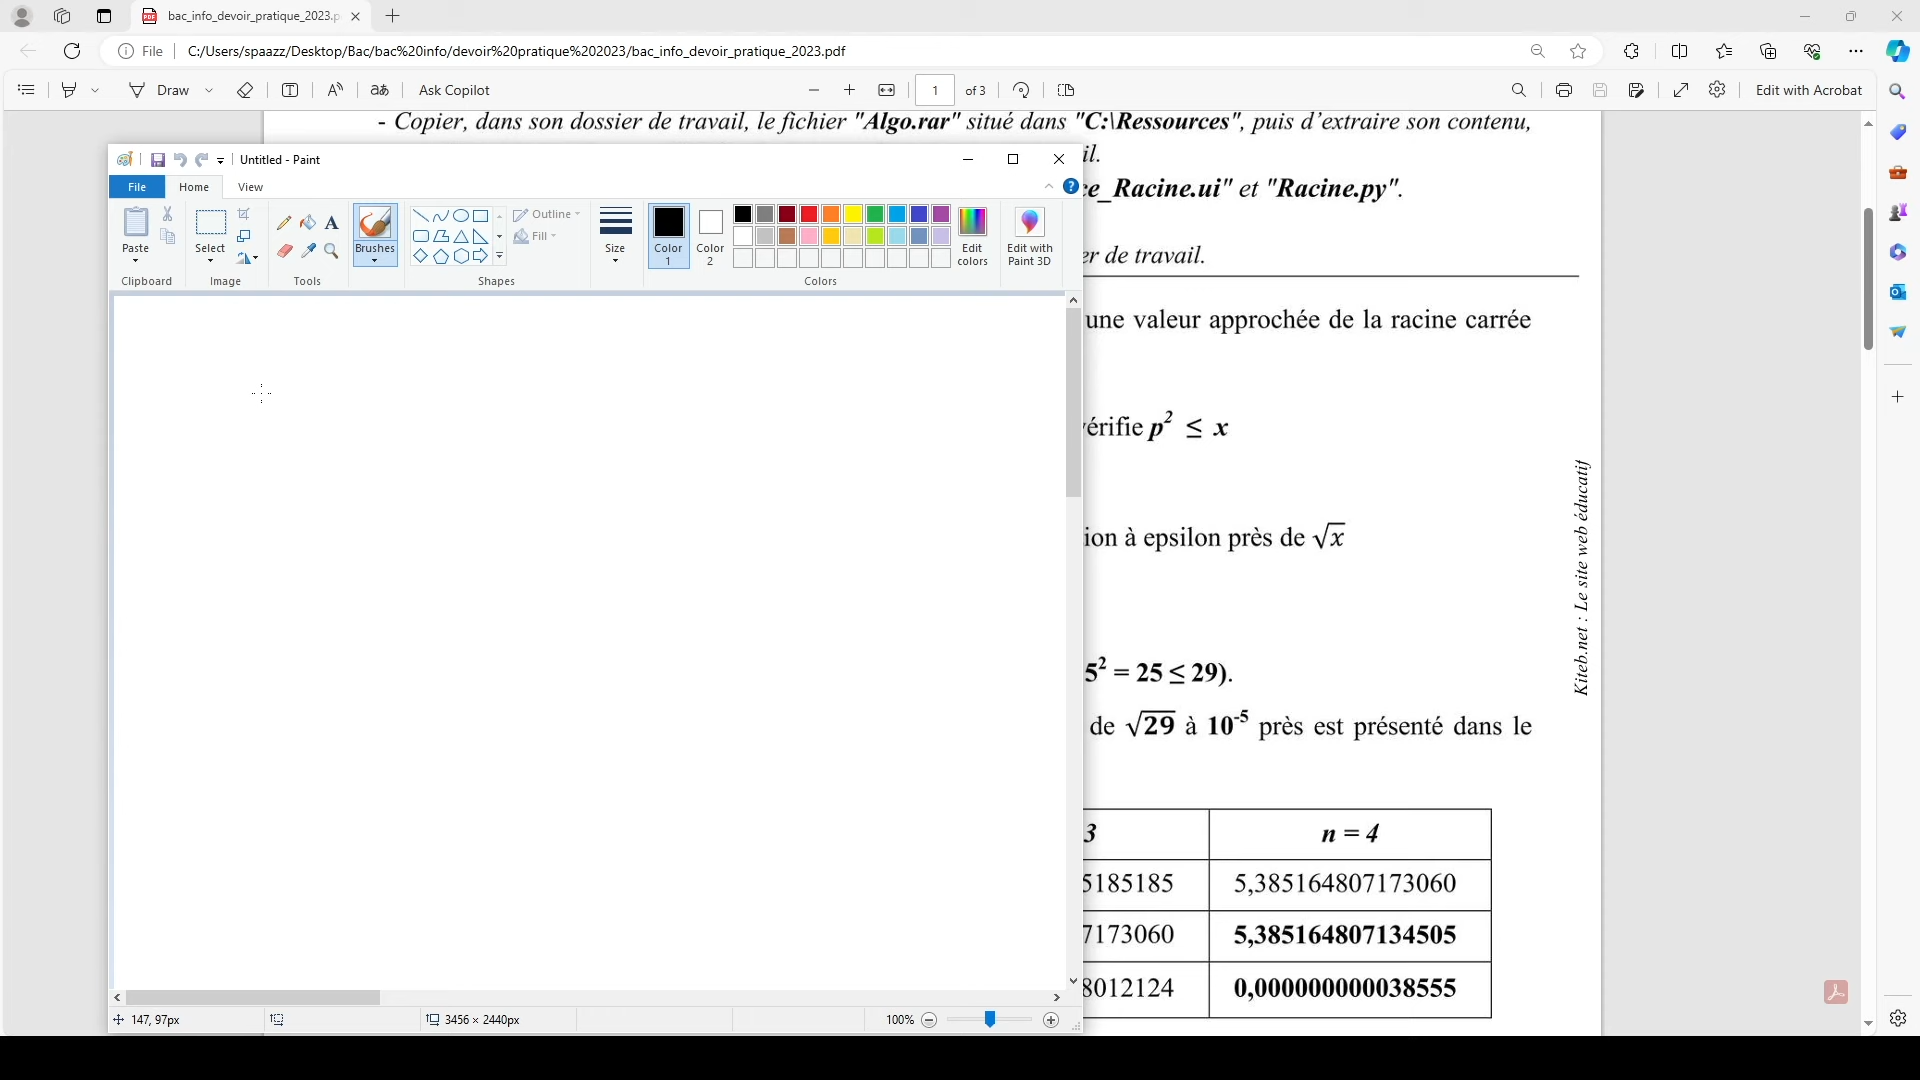 bac_info_devoir_pratique_2023.p
File C:/Users/spaazz/Desktop/Bac/bac%20info/devoir%20pratique%202023/bac_info_devoir_pratique_2023.pdf
Draw aあ Ask Copilot 1 of 3 Edit with Acrobat
- Copier, dans son dossier de travail, le fichier "Algo.rar" situé dans "C:\Ressources", puis d'extraire son contenu,
il.
ce_Racine.ui" et "Racine.py".
er de travail.
une valeur approchée de la racine carrée
vérifie p² ≤ x
ion à epsilon près de √x
5² = 25 ≤ 29).
de √29 à 10⁻⁵ près est présenté dans le
3 n = 4
5185185 5,385164807173060
7173060 5,385164807134505
8012124 0,000000000038555
Kiteb.net : Le site web éducatif
Untitled - Paint
File Home View
Paste Select Brushes Outline Fill Size Color 1 Color 2 Edit colors Edit with Paint 3D
Clipboard Image Tools Shapes Colors
147, 97px 3456 × 2440px 100%